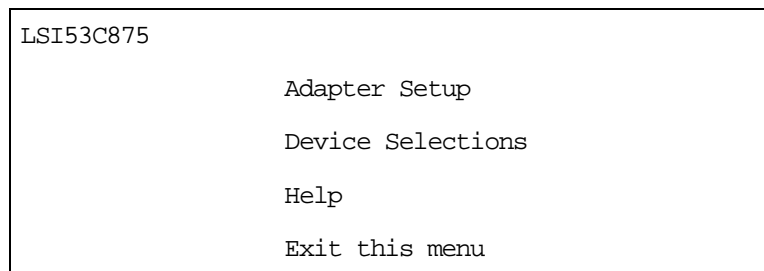 LSI53C875
Adapter Setup
Device Selections
Help
Exit this menu